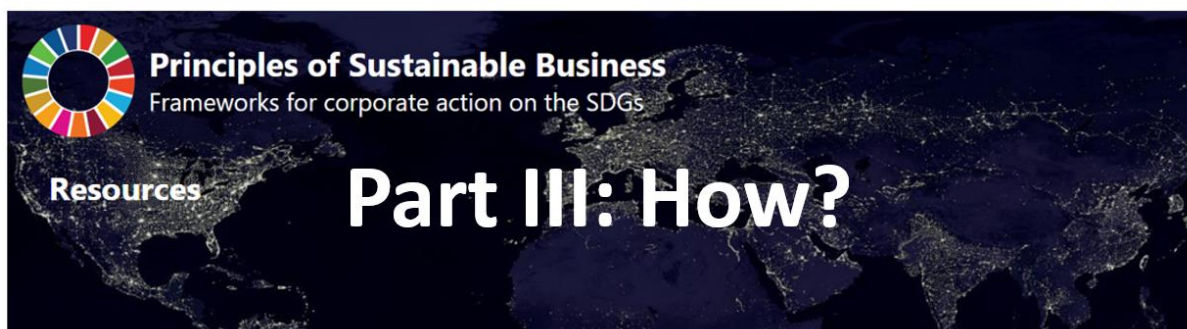 Principles of Sustainable Business
Frameworks for corporate action on the SDGs
Resources
Part III: How?